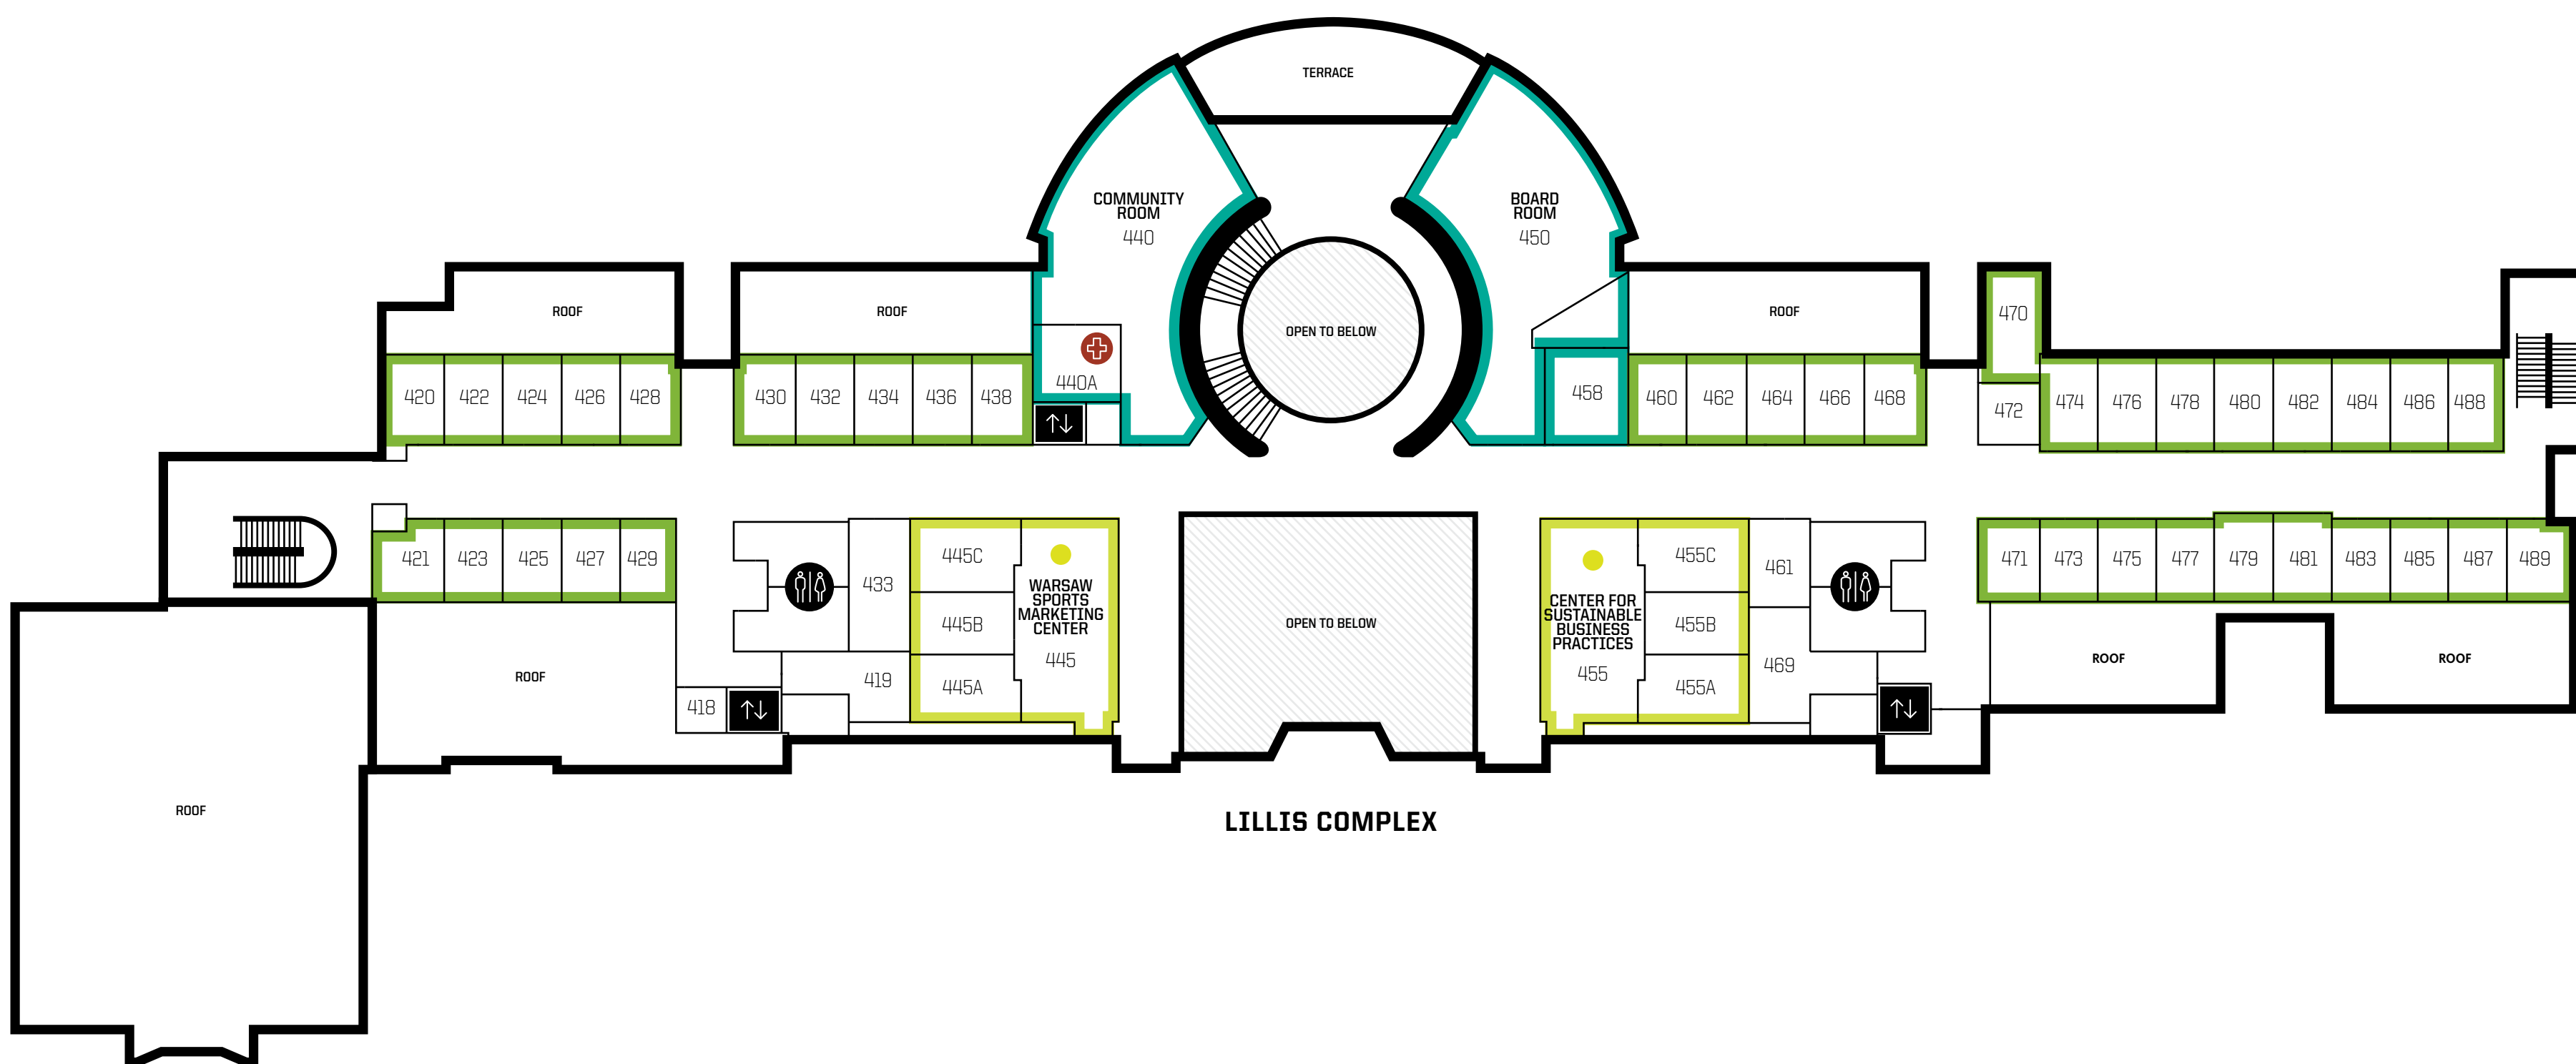 TERRACE
COMMUNITY
ROOM
440
BOARD
ROOM
450
ROOF
ROOF
ROOF
470
OPEN TO BELOW
440A
420 422 424 426 428
430 432 434 436 438
458
460 462 464 466 468
472
474 476 478 480 482 484 486 488
421 423 425 427 429
433
445C
445B
445A
WARSAW
SPORTS
MARKETING
CENTER
445
OPEN TO BELOW
CENTER FOR
SUSTAINABLE
BUSINESS
PRACTICES
455
455C
455B
455A
461
469
471 473 475 477 479 481 483 485 487 489
ROOF
418
419
ROOF
ROOF
ROOF
LILLIS COMPLEX